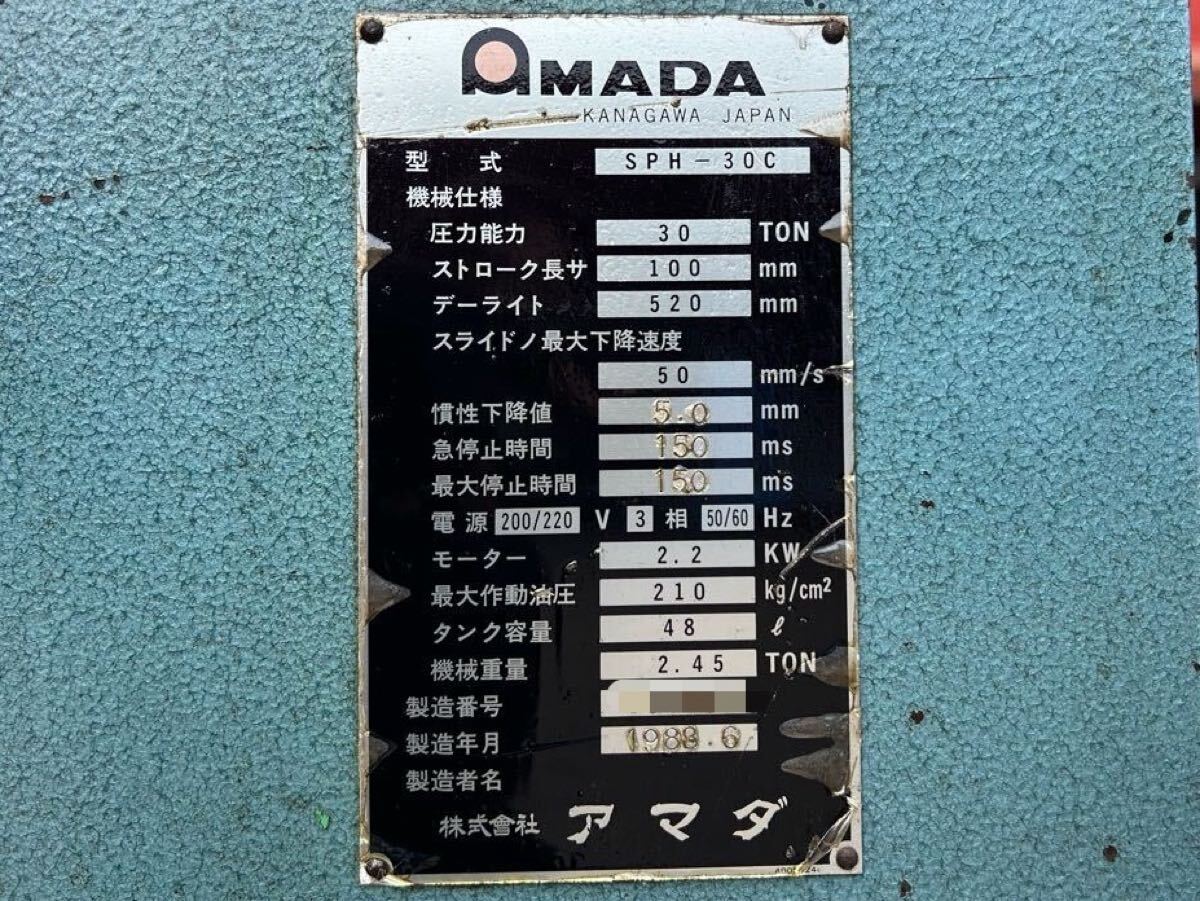 AMADA
KANAGAWA JAPAN
型式 SPH-30C
機械仕様
圧力能力 30 TON
ストローク長サ 100 mm
デーライト 520 mm
スライドノ最大下降速度
50 mm/s
慣性下降値 5.0 mm
急停止時間 150 ms
最大停止時間 150 ms
電源 200/220 V 3 相 50/60 Hz
モーター 2.2 KW
最大作動油圧 210 kg/cm²
タンク容量 48 ℓ
機械重量 2.45 TON
製造番号
製造年月 1988.6
製造者名
株式會社 アマダ